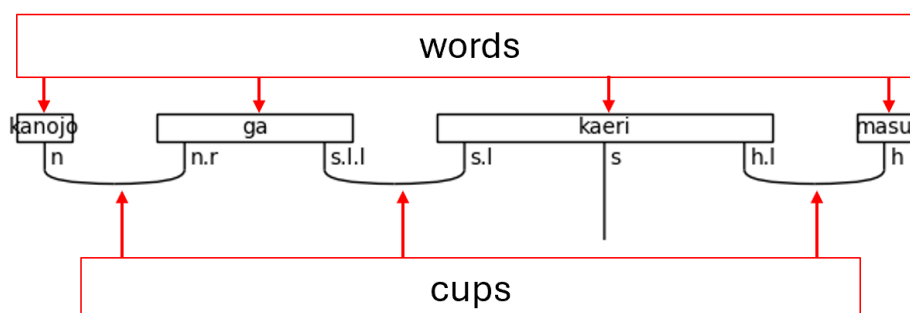 words
kanojo ga kaeri masu
n n.r s.l.l s.l s h.l h
cups